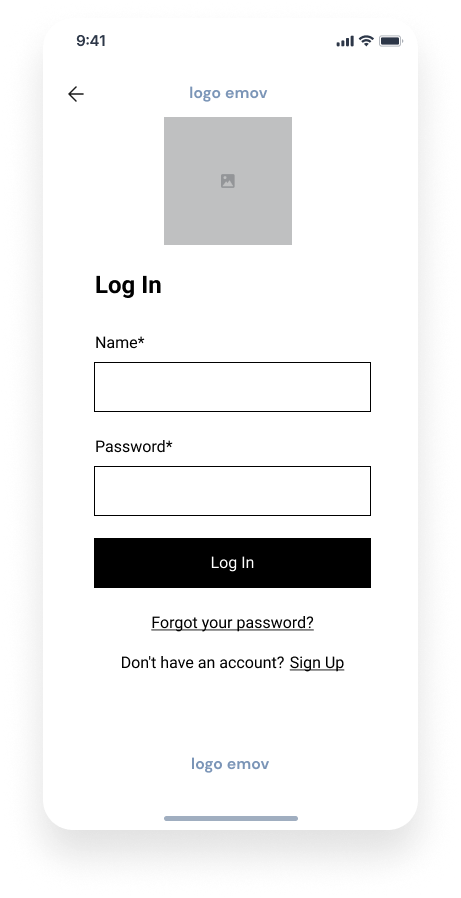 9:41
logo emov
Log In
Name*
Password*
Log In
Forgot your password?
Don't have an account? Sign Up
logo emov